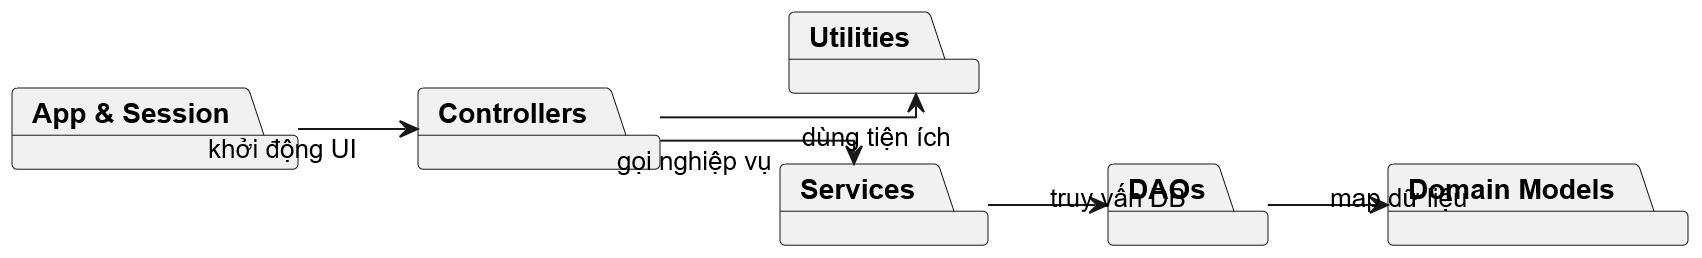 Utilities
App & Session
Controllers
khởi động UI
dùng tiện ích
gọi nghiệp vụ
Services
truy vấn DB
DAOs
map dữ liệu
Domain Models